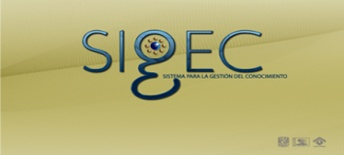 SIgEC
SISTEMA PARA LA GESTIÓN DEL CONOCIMIENTO